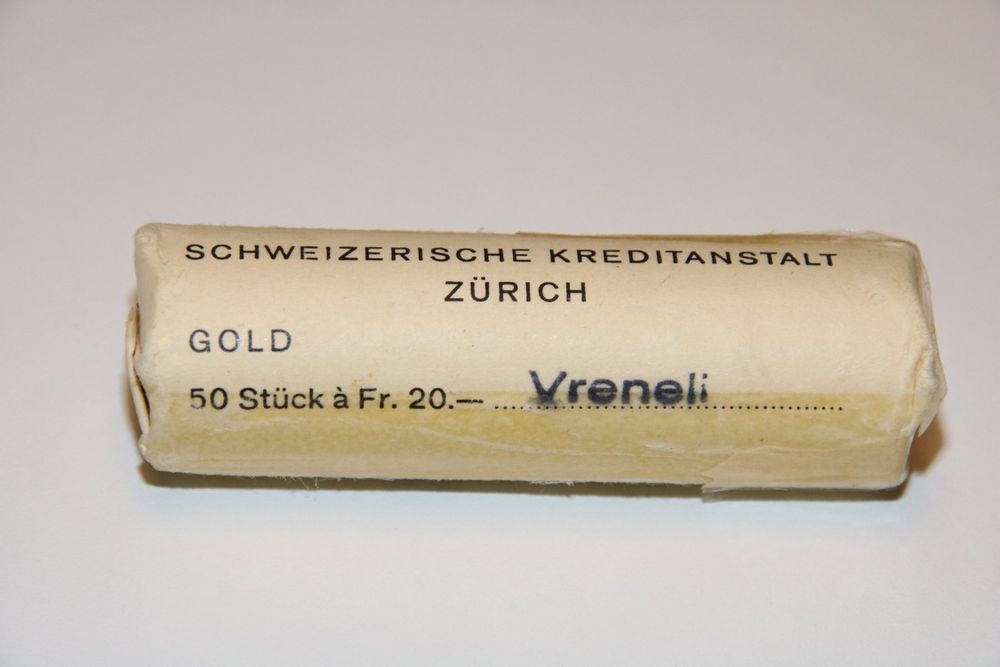 SCHWEIZERISCHE KREDITANSTALT
ZÜRICH
GOLD
50 Stück à Fr. 20.— .......... Vreneli ..........